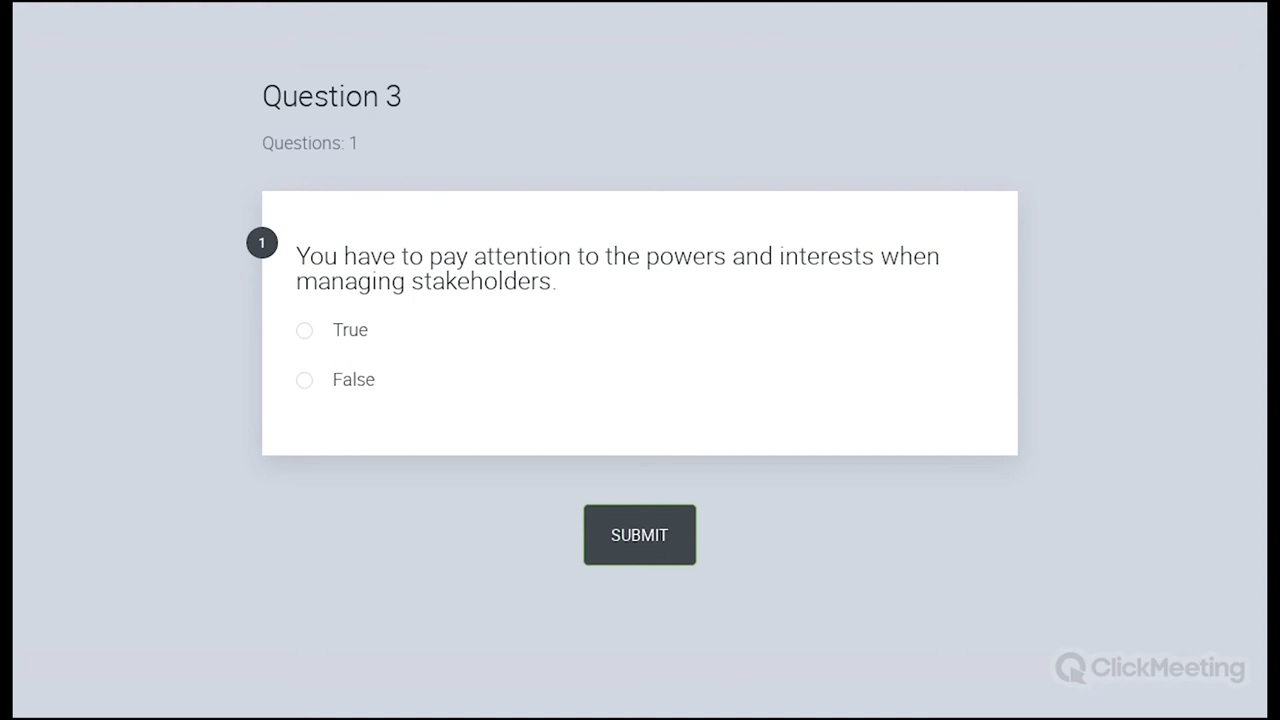 Question 3
Questions: 1
1
You have to pay attention to the powers and interests when
managing stakeholders.
True
False
SUBMIT
ClickMeeting